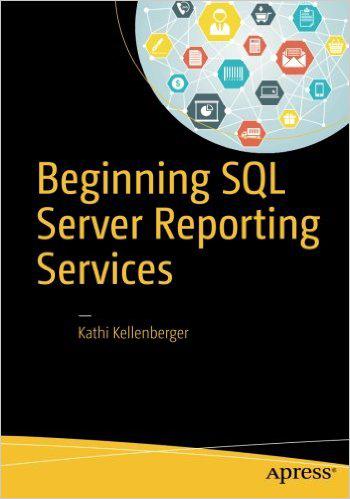 Beginning SQL
Server Reporting
Services
—
Kathi Kellenberger
Apress®